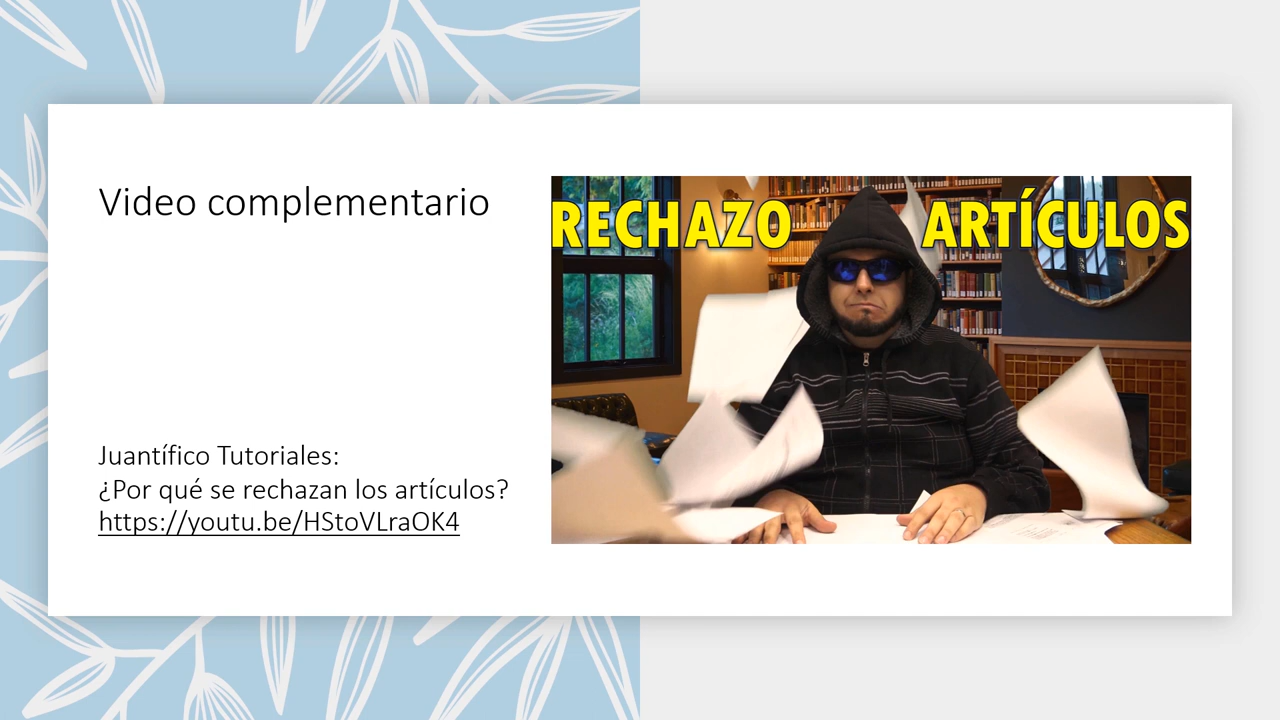 Video complementario
RECHAZO ARTÍCULOS
Juantífico Tutoriales:
¿Por qué se rechazan los artículos?
https://youtu.be/HStoVLraOK4